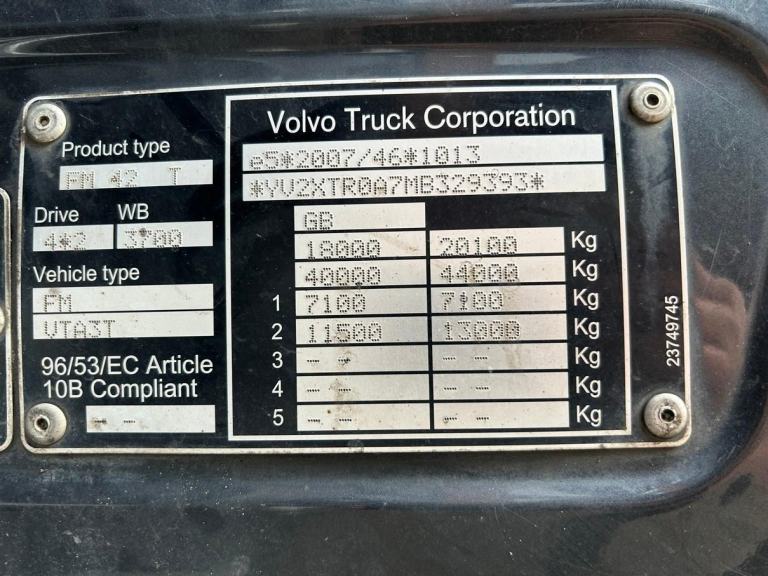 Product type
FM 42 T
Drive WB
4*2 3700
Vehicle type
FM
VTA3T
96/53/EC Article
10B Compliant
-- --
Volvo Truck Corporation
e5*2007/46*1013
*YV2XTR0A7MB329393*
GB
18000 20100 Kg
40000 44000 Kg
1 7100 7100 Kg
2 11500 13000 Kg
3 -- -- -- -- Kg
4 -- -- -- -- Kg
5 -- -- -- -- Kg
23749745